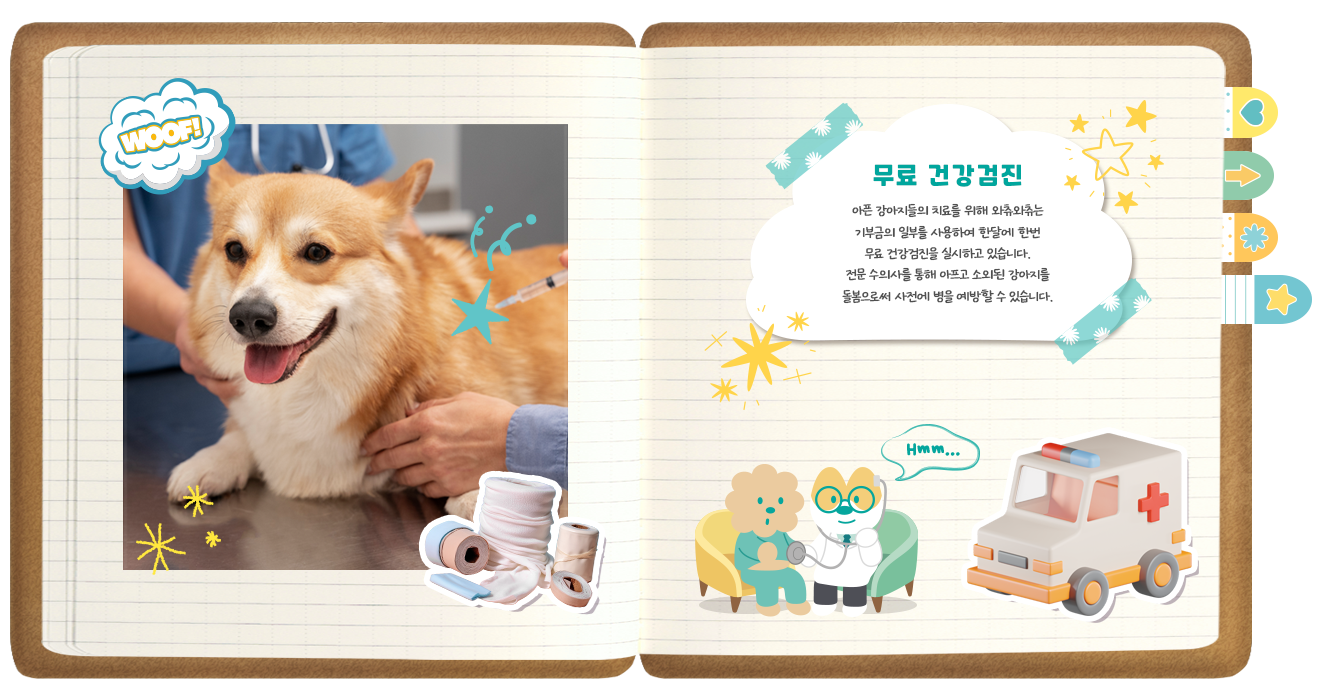 WOOF!
무료 건강검진
아픈 강아지들의 치료를 위해 와츄와츄는
기부금의 일부를 사용하여 한달에 한번
무료 건강검진을 실시하고 있습니다.
전문 수의사를 통해 아프고 소외된 강아지를
돌봄으로써 사전에 병을 예방할 수 있습니다.
Hmm...